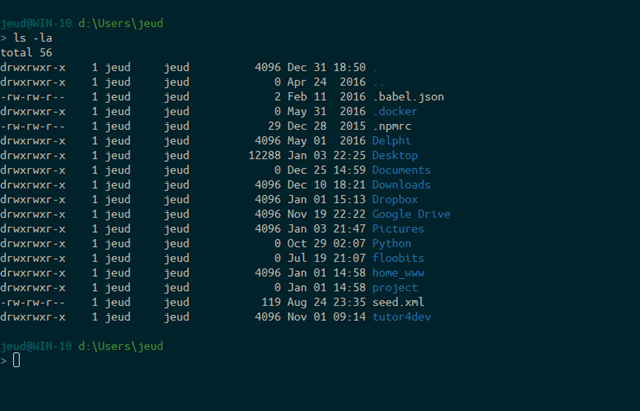 jeud@WIN-10 d:\Users\jeud
> ls -la
total 56
drwxrwxr-x    1 jeud     jeud          4096 Dec 31 18:50 .
drwxrwxr-x    1 jeud     jeud             0 Apr 24  2016 ..
-rw-rw-r--    1 jeud     jeud             2 Feb 11  2016 .babel.json
drwxrwxr-x    1 jeud     jeud             0 May 31  2016 .docker
-rw-rw-r--    1 jeud     jeud            29 Dec 28  2015 .npmrc
drwxrwxr-x    1 jeud     jeud          4096 May 01  2016 Delphi
drwxrwxr-x    1 jeud     jeud         12288 Jan 03 22:25 Desktop
drwxrwxr-x    1 jeud     jeud             0 Dec 25 14:59 Documents
drwxrwxr-x    1 jeud     jeud          4096 Dec 10 18:21 Downloads
drwxrwxr-x    1 jeud     jeud          4096 Jan 01 15:13 Dropbox
drwxrwxr-x    1 jeud     jeud          4096 Nov 19 22:22 Google Drive
drwxrwxr-x    1 jeud     jeud          4096 Jan 03 21:47 Pictures
drwxrwxr-x    1 jeud     jeud             0 Oct 29 02:07 Python
drwxrwxr-x    1 jeud     jeud             0 Jul 19 21:07 floobits
drwxrwxr-x    1 jeud     jeud          4096 Jan 01 14:58 home_www
drwxrwxr-x    1 jeud     jeud             0 Jan 01 14:58 project
-rw-rw-r--    1 jeud     jeud           119 Aug 24 23:35 seed.xml
drwxrwxr-x    1 jeud     jeud          4096 Nov 01 09:14 tutor4dev
jeud@WIN-10 d:\Users\jeud
>